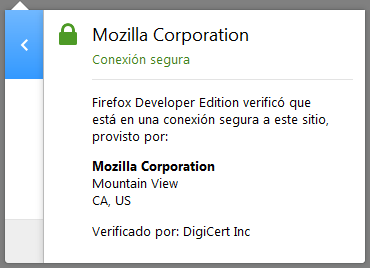 Mozilla Corporation
Conexión segura
Firefox Developer Edition verificó que
está en una conexión segura a este sitio,
provisto por:
Mozilla Corporation
Mountain View
CA, US
Verificado por: DigiCert Inc